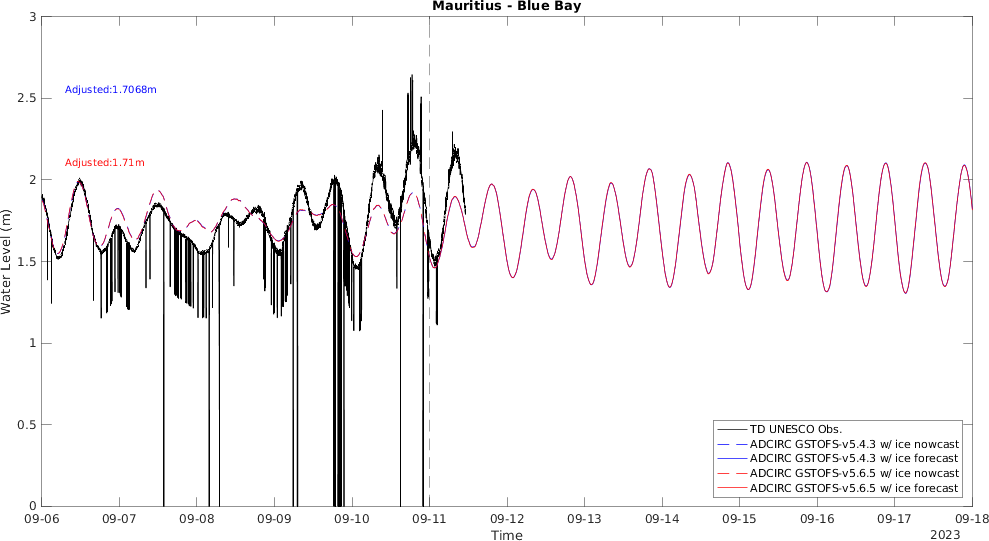 Mauritius - Blue Bay
Adjusted:1.7068m
Adjusted:1.71m
Water Level (m)
3
2.5
2
1.5
1
0.5
0
TD UNESCO Obs.
ADCIRC GSTOFS-v5.4.3 w/ ice nowcast
ADCIRC GSTOFS-v5.4.3 w/ ice forecast
ADCIRC GSTOFS-v5.6.5 w/ ice nowcast
ADCIRC GSTOFS-v5.6.5 w/ ice forecast
09-06 09-07 09-08 09-09 09-10 09-11 09-12 09-13 09-14 09-15 09-16 09-17 09-18
Time
2023